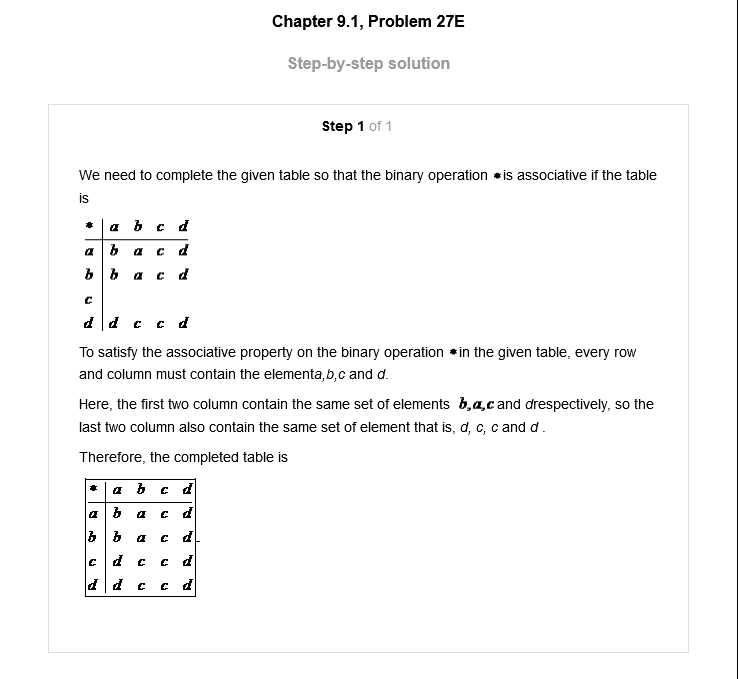 Chapter 9.1, Problem 27E
Step-by-step solution
Step 1 of 1
We need to complete the given table so that the binary operation * is associative if the table
is
* a b c d
a b a c d
b b a c d
c
d d c c d
To satisfy the associative property on the binary operation * in the given table, every row
and column must contain the elementa,b,c and d.
Here, the first two column contain the same set of elements b,a,c and drespectively, so the
last two column also contain the same set of element that is, d, c, c and d .
Therefore, the completed table is
* a b c d
a b a c d
b b a c d
c d c c d
d d c c d